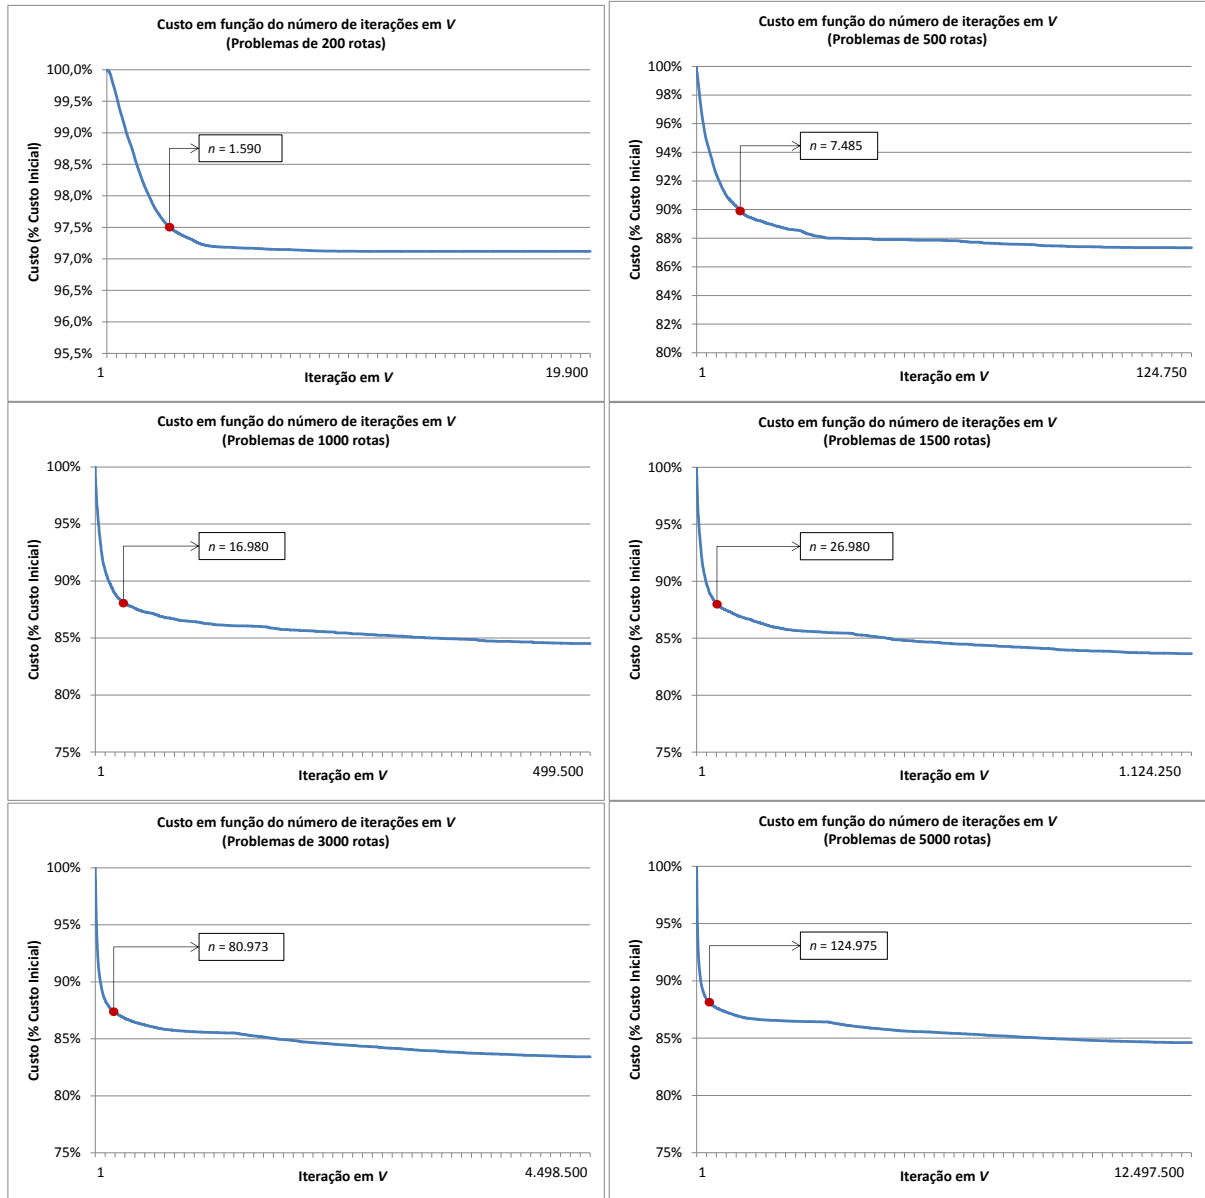 Custo em função do número de iterações em V
(Problemas de 200 rotas)
Custo (% Custo Inicial)
100,0%
99,5%
99,0%
98,5%
98,0%
97,5%
97,0%
96,5%
96,0%
95,5%
n = 1.590
1
Iteração em V
19.900
Custo em função do número de iterações em V
(Problemas de 500 rotas)
Custo (% Custo Inicial)
100%
98%
96%
94%
92%
90%
88%
86%
84%
82%
80%
n = 7.485
1
Iteração em V
124.750
Custo em função do número de iterações em V
(Problemas de 1000 rotas)
Custo (% Custo Inicial)
100%
95%
90%
85%
80%
75%
n = 16.980
1
Iteração em V
499.500
Custo em função do número de iterações em V
(Problemas de 1500 rotas)
Custo (% Custo Inicial)
100%
95%
90%
85%
80%
75%
n = 26.980
1
Iteração em V
1.124.250
Custo em função do número de iterações em V
(Problemas de 3000 rotas)
Custo (% Custo Inicial)
100%
95%
90%
85%
80%
75%
n = 80.973
1
Iteração em V
4.498.500
Custo em função do número de iterações em V
(Problemas de 5000 rotas)
Custo (% Custo Inicial)
100%
95%
90%
85%
80%
75%
n = 124.975
1
Iteração em V
12.497.500